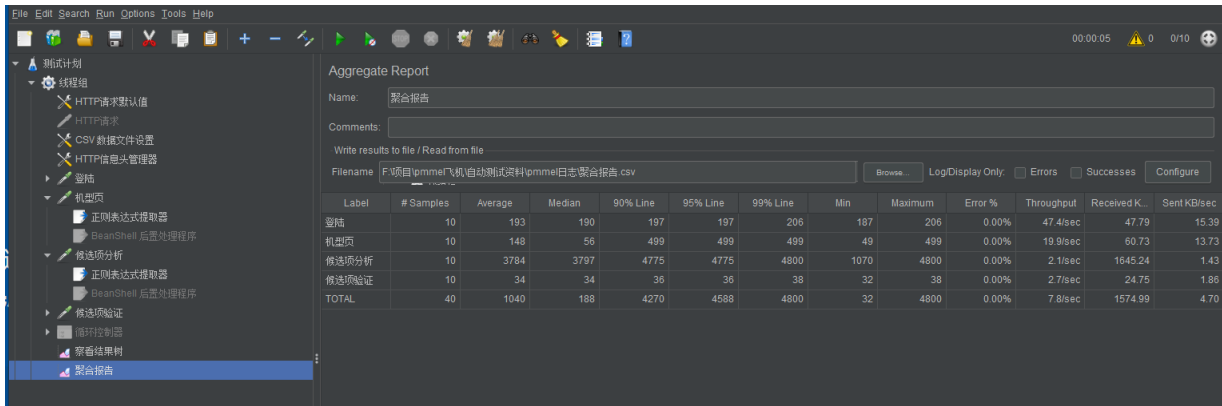 File Edit Search Run Options Tools Help
00:00:05 0 0/10
测试计划
线程组
HTTP请求默认值
HTTP请求
CSV 数据文件设置
HTTP信息头管理器
登陆
机型页
正则表达式提取器
BeanShell 后置处理程序
候选项分析
正则表达式提取器
BeanShell 后置处理程序
候选项验证
循环控制器
察看结果树
聚合报告
Aggregate Report
Name: 聚合报告
Comments:
Write results to file / Read from file
Filename F:\项目\pmmel飞机\自动测试资料\pmmel日志\聚合报告.csv Browse... Log/Display Only: Errors Successes Configure
Label # Samples Average Median 90% Line 95% Line 99% Line Min Maximum Error % Throughput Received K... Sent KB/sec
登陆 10 193 190 197 197 206 187 206 0.00% 47.4/sec 47.79 15.39
机型页 10 148 56 499 499 499 49 499 0.00% 19.9/sec 60.73 13.73
候选项分析 10 3784 3797 4775 4775 4800 1070 4800 0.00% 2.1/sec 1645.24 1.43
候选项验证 10 34 34 36 36 38 32 38 0.00% 2.7/sec 24.75 1.86
TOTAL 40 1040 188 4270 4588 4800 32 4800 0.00% 7.8/sec 1574.99 4.70